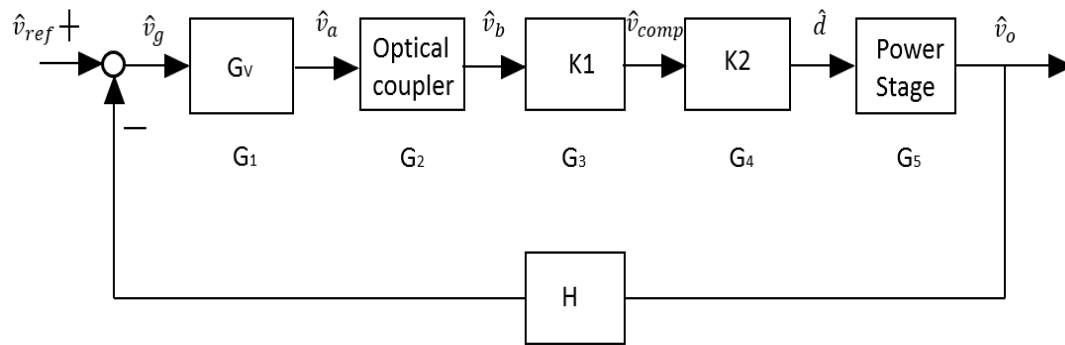 v̂ref + v̂g v̂a v̂b v̂comp d̂ v̂o
Gv Optical coupler K1 K2 Power Stage
−
G1 G2 G3 G4 G5
H